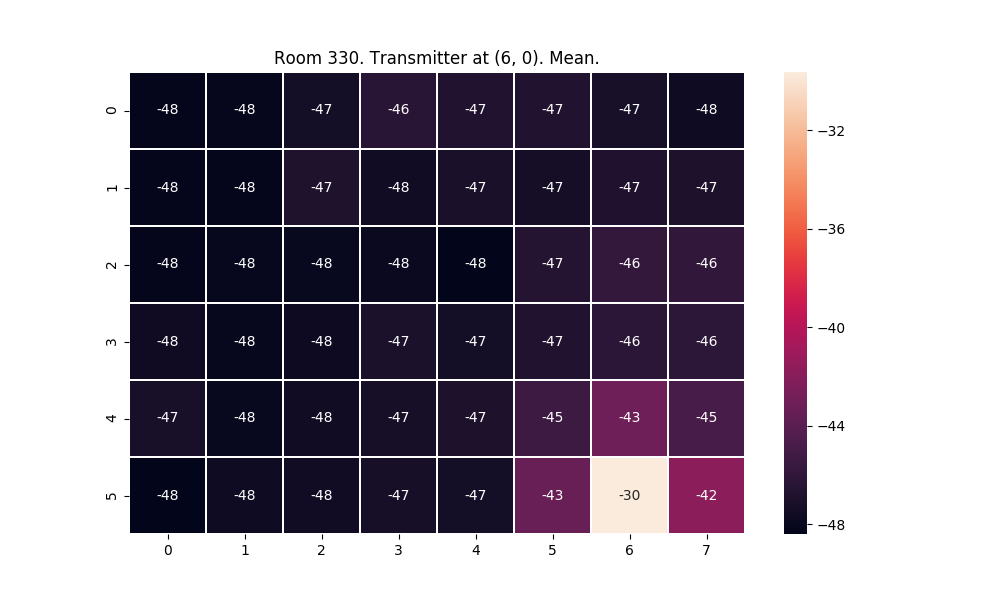 Room 330. Transmitter at (6, 0). Mean.
0 -48 -48 -47 -46 -47 -47 -47 -48
1 -48 -48 -47 -48 -47 -47 -47 -47
2 -48 -48 -48 -48 -48 -47 -46 -46
3 -48 -48 -48 -47 -47 -47 -46 -46
4 -47 -48 -48 -47 -47 -45 -43 -45
5 -48 -48 -48 -47 -47 -43 -30 -42
0 1 2 3 4 5 6 7
−32
−36
−40
−44
−48